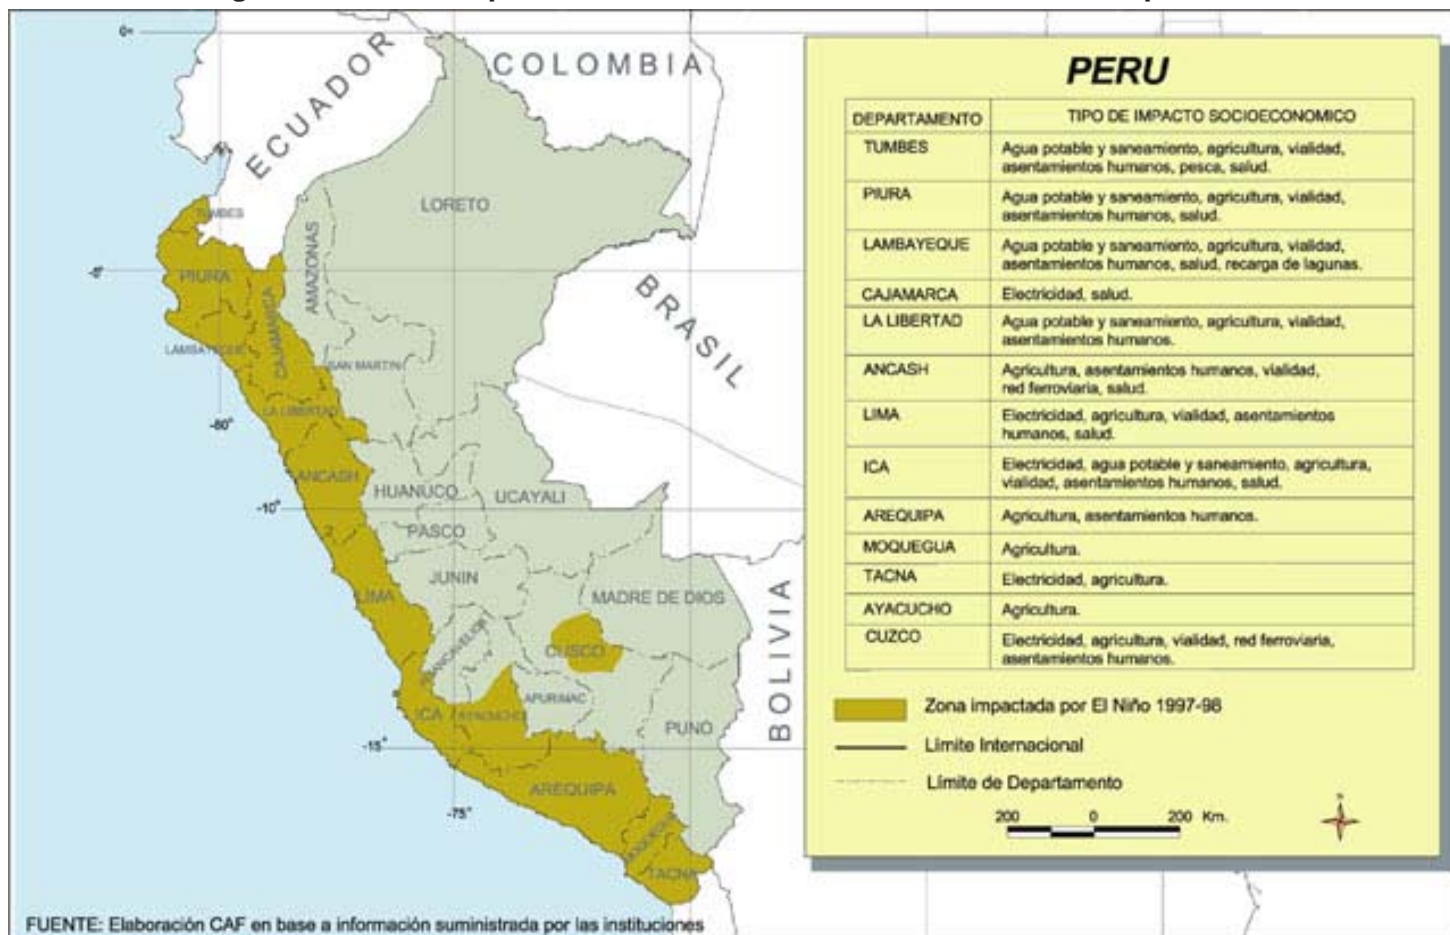 0°
ECUADOR
COLOMBIA
LORETO
TUMBES
-5°
PIURA
AMAZONAS
CAJAMARCA
BRASIL
LAMBAYEQUE
SAN MARTIN
LA LIBERTAD
-80°
ANCASH
HUANUCO
UCAYALI
-10°
PASCO
JUNIN
LIMA
MADRE DE DIOS
BOLIVIA
HUANCAVELICA
CUSCO
APURIMAC
ICA
AYACUCHO
PUNO
-15°
AREQUIPA
-75°
MOQUEGUA
TACNA
FUENTE: Elaboración CAF en base a información suministrada por las instituciones
PERU
DEPARTAMENTO TIPO DE IMPACTO SOCIOECONOMICO
TUMBES Agua potable y saneamiento, agricultura, vialidad,
asentamientos humanos, pesca, salud.
PIURA Agua potable y saneamiento, agricultura, vialidad,
asentamientos humanos, salud.
LAMBAYEQUE Agua potable y saneamiento, agricultura, vialidad,
asentamientos humanos, salud, recarga de lagunas.
CAJAMARCA Electricidad, salud.
LA LIBERTAD Agua potable y saneamiento, agricultura, vialidad,
asentamientos humanos.
ANCASH Agricultura, asentamientos humanos, vialidad,
red ferroviaria, salud.
LIMA Electricidad, agricultura, vialidad, asentamientos
humanos, salud.
ICA Electricidad, agua potable y saneamiento, agricultura,
vialidad, asentamientos humanos, salud.
AREQUIPA Agricultura, asentamientos humanos.
MOQUEGUA Agricultura.
TACNA Electricidad, agricultura.
AYACUCHO Agricultura.
CUZCO Electricidad, agricultura, vialidad, red ferroviaria,
asentamientos humanos.
Zona impactada por El Niño 1997-98
Límite Internacional
Límite de Departamento
200 0 200 Km.
N